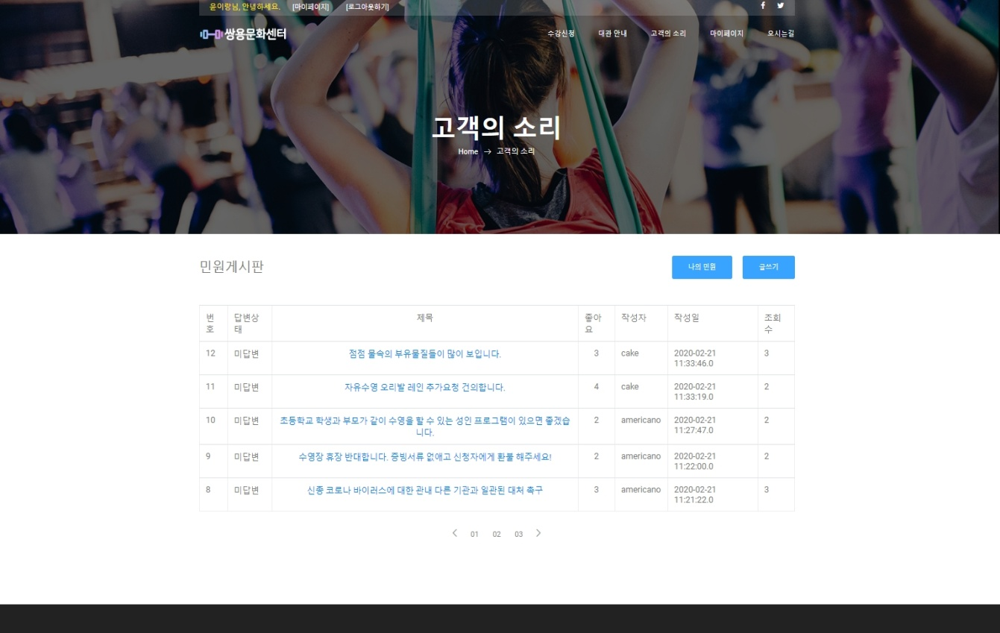 윤이랑님, 안녕하세요. [마이페이지] [로그아웃하기]
쌍용문화센터 수강신청 대관 안내 고객의 소리 마이페이지 오시는길
고객의 소리
Home → 고객의 소리
민원게시판 나의 민원 글쓰기
번호 답변상태 제목 좋아요 작성자 작성일 조회수
12 미답변 점점 물속의 부유물질들이 많이 보입니다. 3 cake 2020-02-21 11:33:46.0 3
11 미답변 자유수영 오리발 레인 추가요청 건의합니다. 4 cake 2020-02-21 11:33:19.0 2
10 미답변 초등학교 학생과 부모가 같이 수영을 할 수 있는 성인 프로그램이 있으면 좋겠습니다. 2 americano 2020-02-21 11:27:47.0 2
9 미답변 수영장 휴장 반대합니다. 증빙서류 없애고 신청자에게 환불 해주세요! 2 americano 2020-02-21 11:22:00.0 2
8 미답변 신종 코로나 바이러스에 대한 관내 다른 기관과 일관된 대처 촉구 3 americano 2020-02-21 11:21:22.0 3
01 02 03